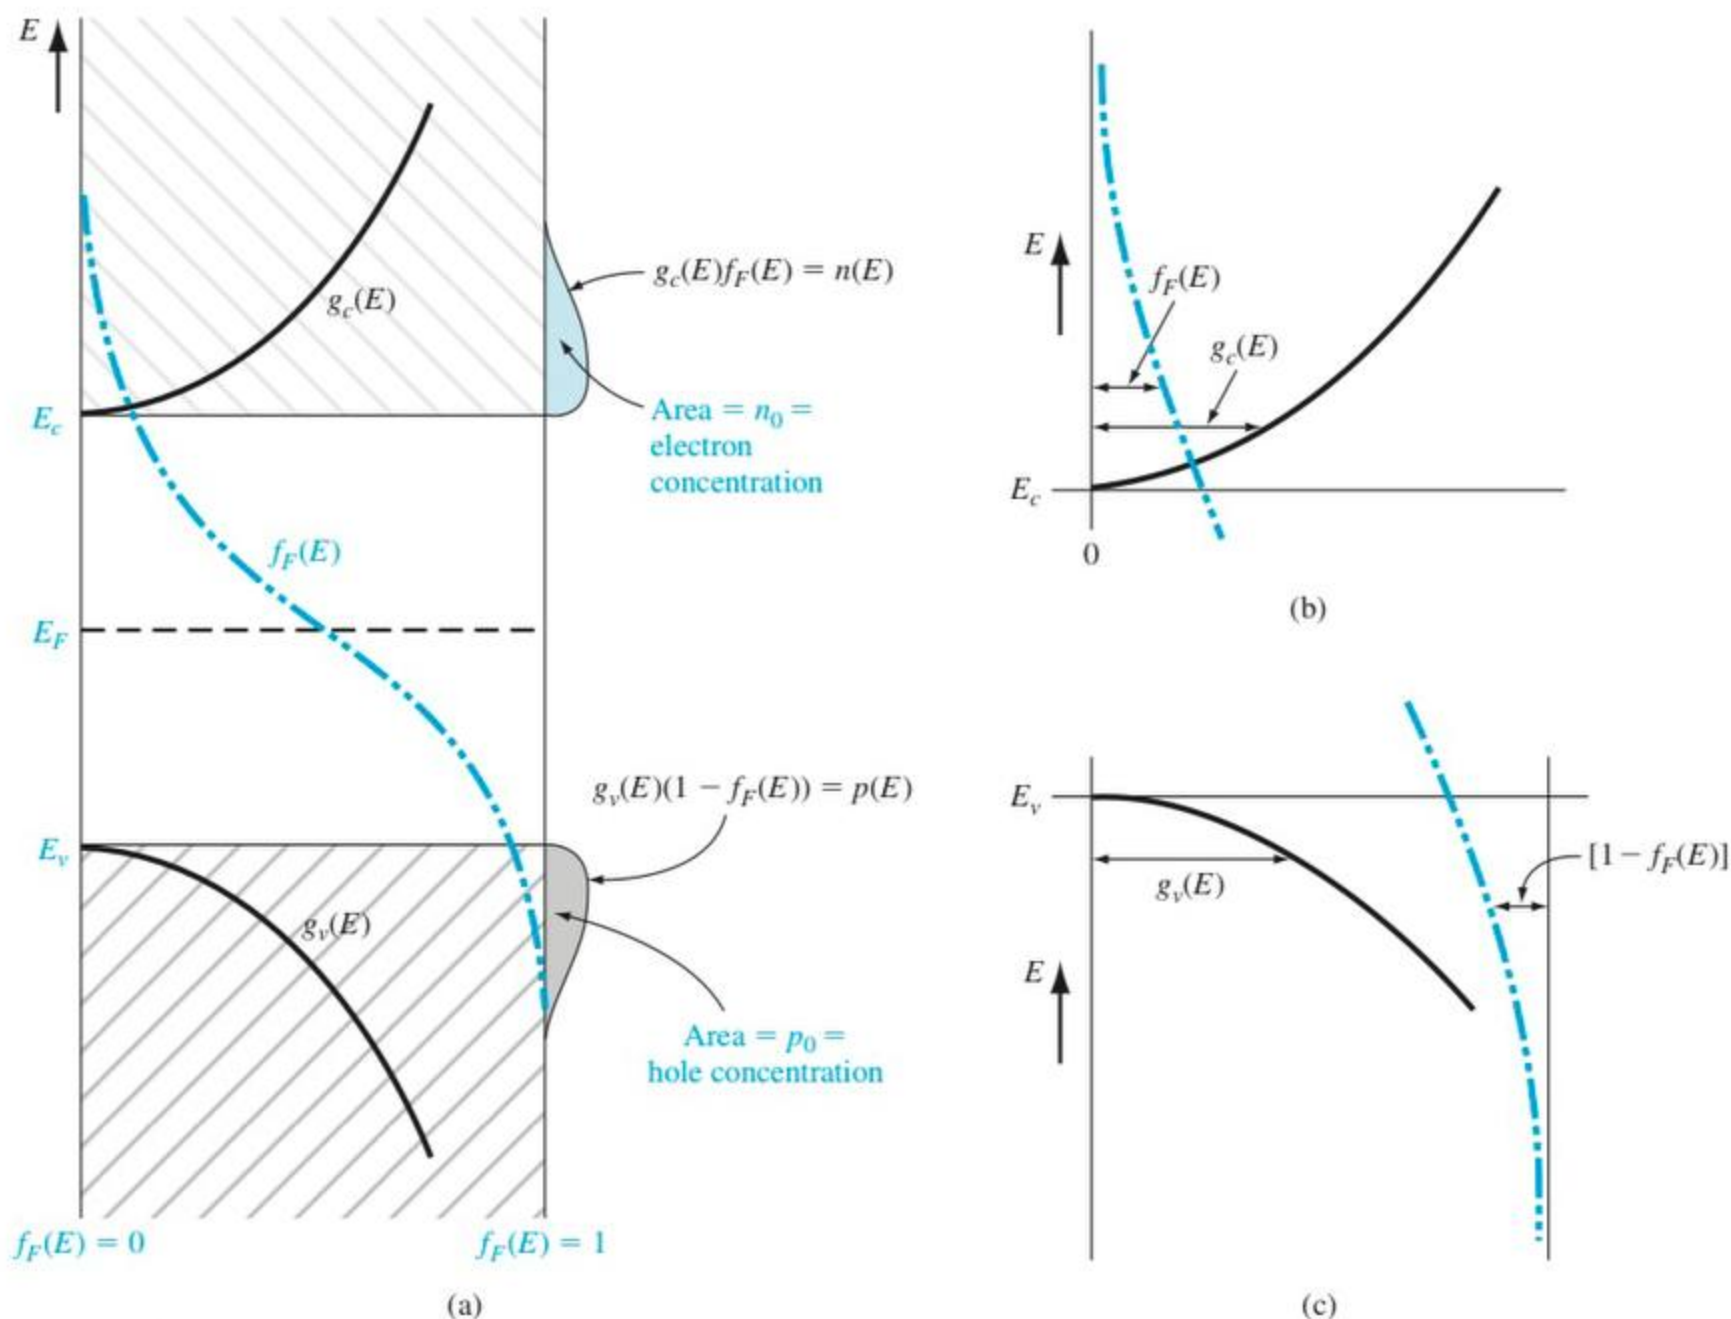 E
g_c(E)
g_c(E)f_F(E) = n(E)
E_c
Area = n_0 =
electron
concentration
f_F(E)
E_F
g_v(E)(1 − f_F(E)) = p(E)
E_v
g_v(E)
Area = p_0 =
hole concentration
f_F(E) = 0
f_F(E) = 1
(a)
E
f_F(E)
g_c(E)
E_c
0
(b)
E_v
g_v(E)
[1 − f_F(E)]
E
(c)